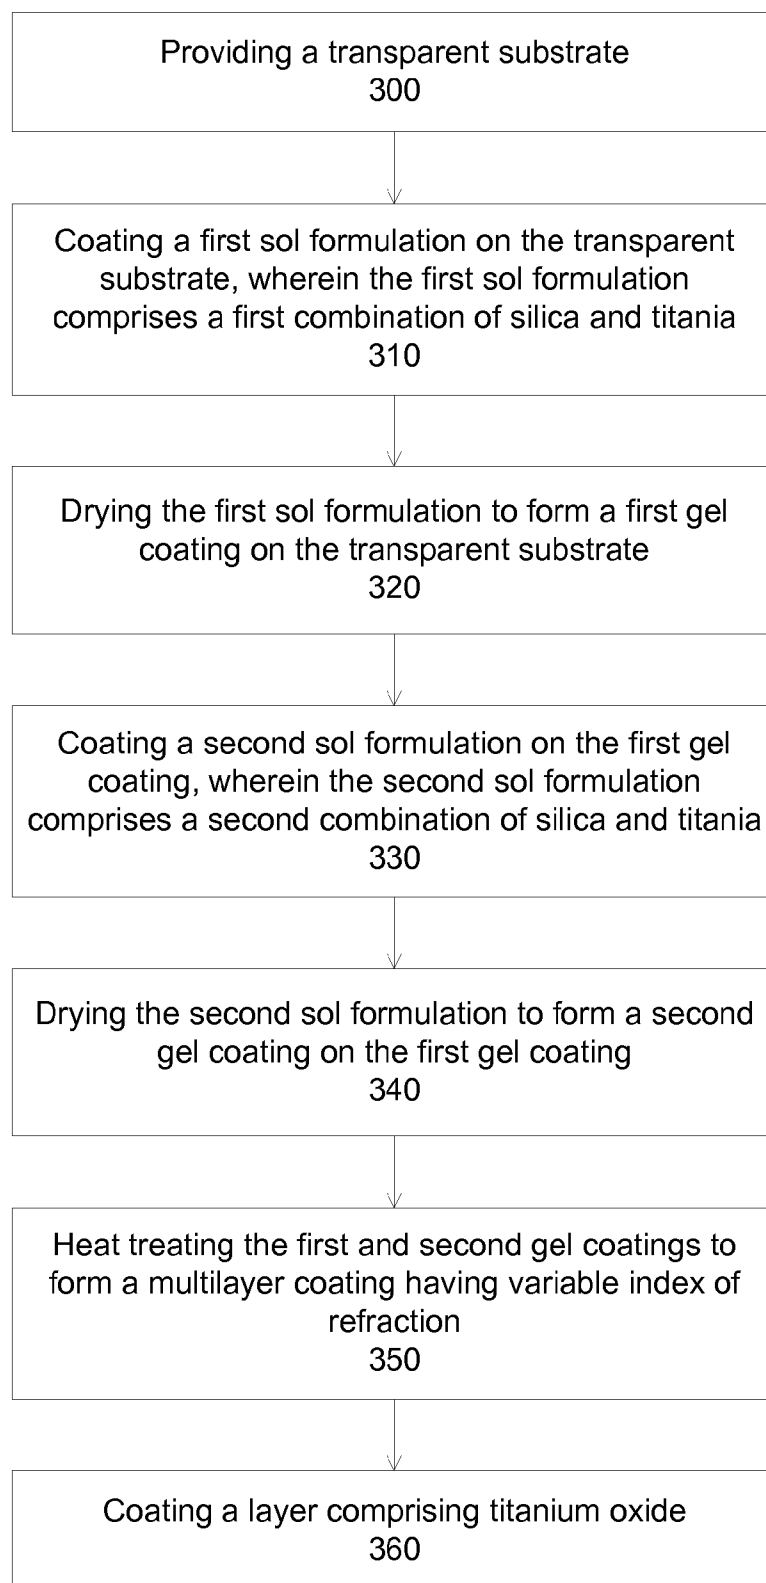 Providing a transparent substrate
300
Coating a first sol formulation on the transparent
substrate, wherein the first sol formulation
comprises a first combination of silica and titania
310
Drying the first sol formulation to form a first gel
coating on the transparent substrate
320
Coating a second sol formulation on the first gel
coating, wherein the second sol formulation
comprises a second combination of silica and titania
330
Drying the second sol formulation to form a second
gel coating on the first gel coating
340
Heat treating the first and second gel coatings to
form a multilayer coating having variable index of
refraction
350
Coating a layer comprising titanium oxide
360